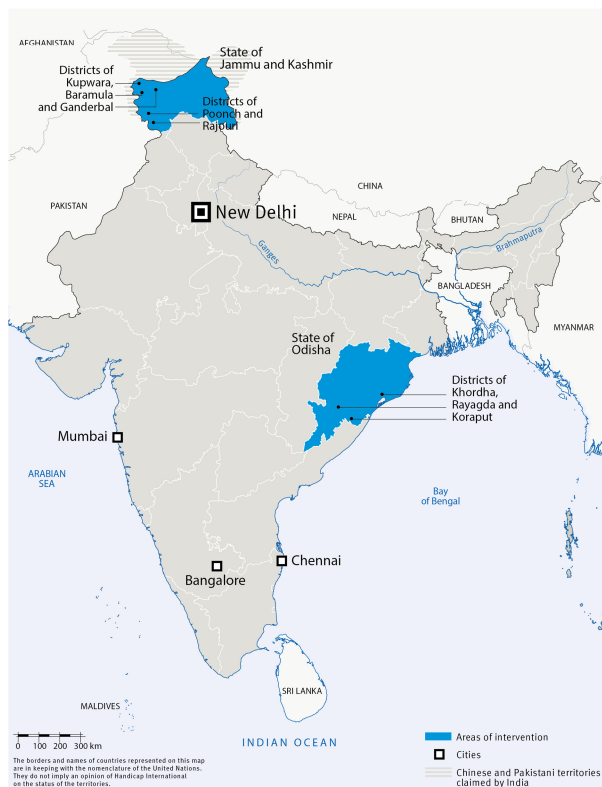 AFGHANISTAN
State of
Jammu and Kashmir
Districts of
Kupwara,
Baramula
and Ganderbal
Districts of
Poonch and
Rajouri
CHINA
PAKISTAN
New Delhi
NEPAL
BHUTAN
Brahmaputra
Ganges
BANGLADESH
MYANMAR
State of
Odisha
Districts of
Khordha,
Rayagda and
Koraput
Mumbai
ARABIAN
SEA
Bay
of Bengal
Chennai
Bangalore
SRI LANKA
MALDIVES
INDIAN OCEAN
0 100 200 300 km
The borders and names of countries represented on this map
are in keeping with the nomenclature of the United Nations.
They do not imply an opinion of Handicap International
on the status of the territories.
Areas of intervention
Cities
Chinese and Pakistani territories
claimed by India